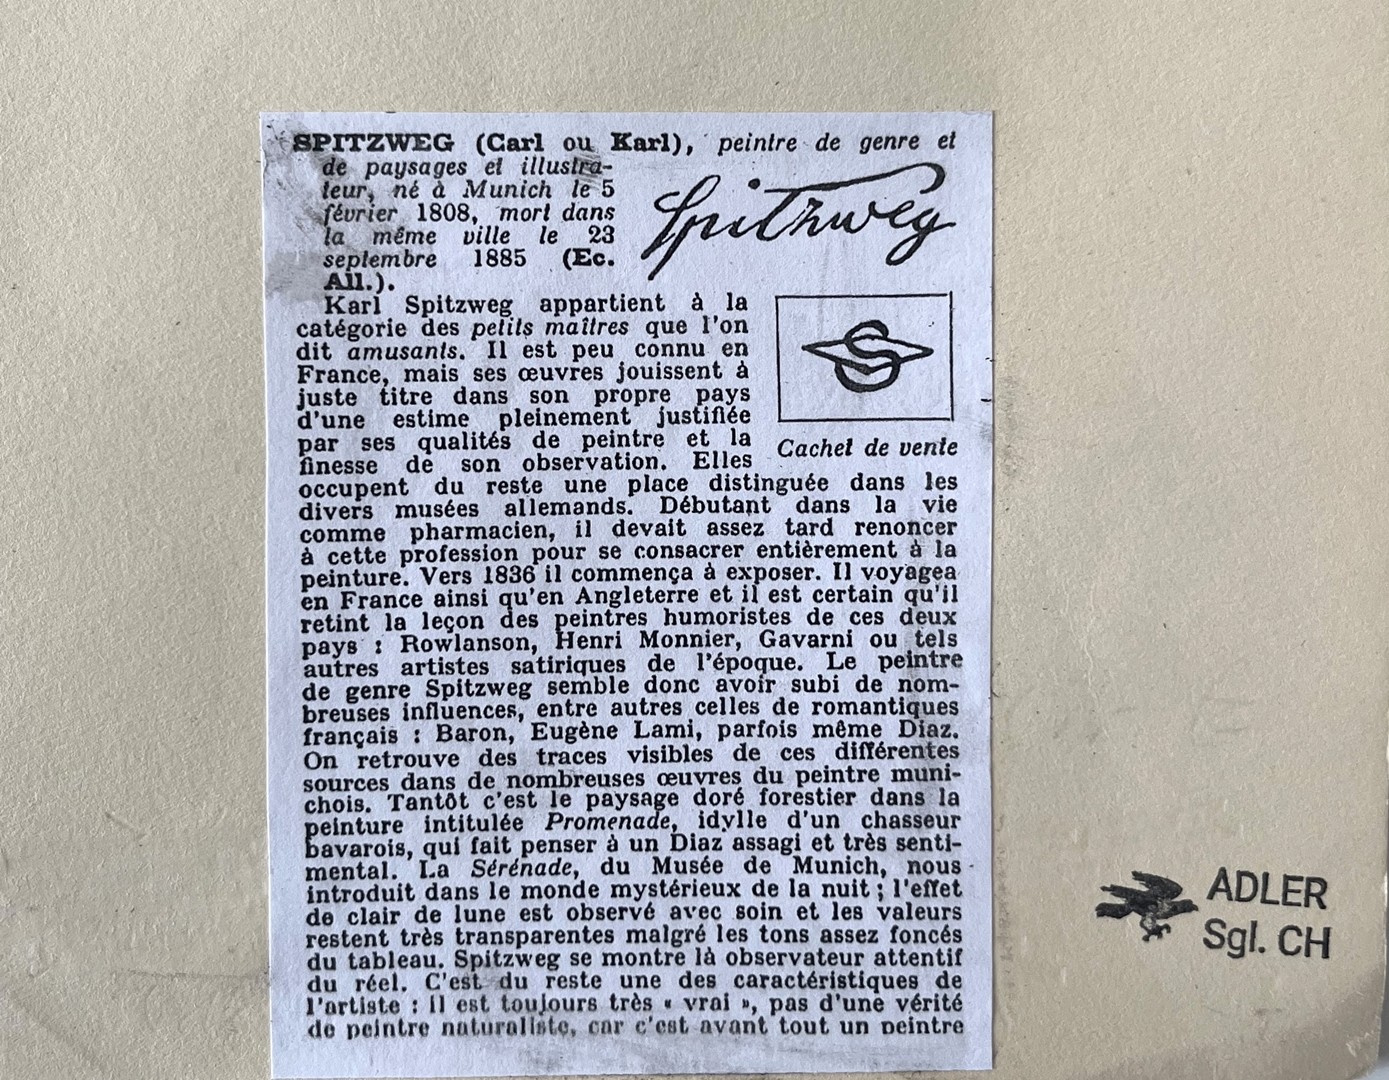 SPITZWEG (Carl ou Karl), peintre de genre et
de paysages et illustra-
teur, né à Munich le 5
février 1808, mort dans
la même ville le 23
septembre 1885 (Ec.
All.).
Spitzweg
Karl Spitzweg appartient à la
catégorie des petits maîtres que l'on
dit amusants. Il est peu connu en
France, mais ses œuvres jouissent à
juste titre dans son propre pays
d'une estime pleinement justifiée
par ses qualités de peintre et la
finesse de son observation. Elles
S
Cachet de vente
occupent du reste une place distinguée dans les
divers musées allemands. Débutant dans la vie
comme pharmacien, il devait assez tard renoncer
à cette profession pour se consacrer entièrement à la
peinture. Vers 1836 il commença à exposer. Il voyagea
en France ainsi qu'en Angleterre et il est certain qu'il
retint la leçon des peintres humoristes de ces deux
pays : Rowlanson, Henri Monnier, Gavarni ou tels
autres artistes satiriques de l'époque. Le peintre
de genre Spitzweg semble donc avoir subi de nom-
breuses influences, entre autres celles de romantiques
français : Baron, Eugène Lami, parfois même Diaz.
On retrouve des traces visibles de ces différentes
sources dans de nombreuses œuvres du peintre muni-
chois. Tantôt c'est le paysage doré forestier dans la
peinture intitulée Promenade, idylle d'un chasseur
bavarois, qui fait penser à un Diaz assagi et très senti-
mental. La Sérénade, du Musée de Munich, nous
introduit dans le monde mystérieux de la nuit ; l'effet
de clair de lune est observé avec soin et les valeurs
restent très transparentes malgré les tons assez foncés
du tableau. Spitzweg se montre là observateur attentif
du réel. C'est du reste une des caractéristiques de
l'artiste : il est toujours très « vrai », pas d'une vérité
de peintre naturaliste, car c'est avant tout un peintre
ADLER
Sgl. CH